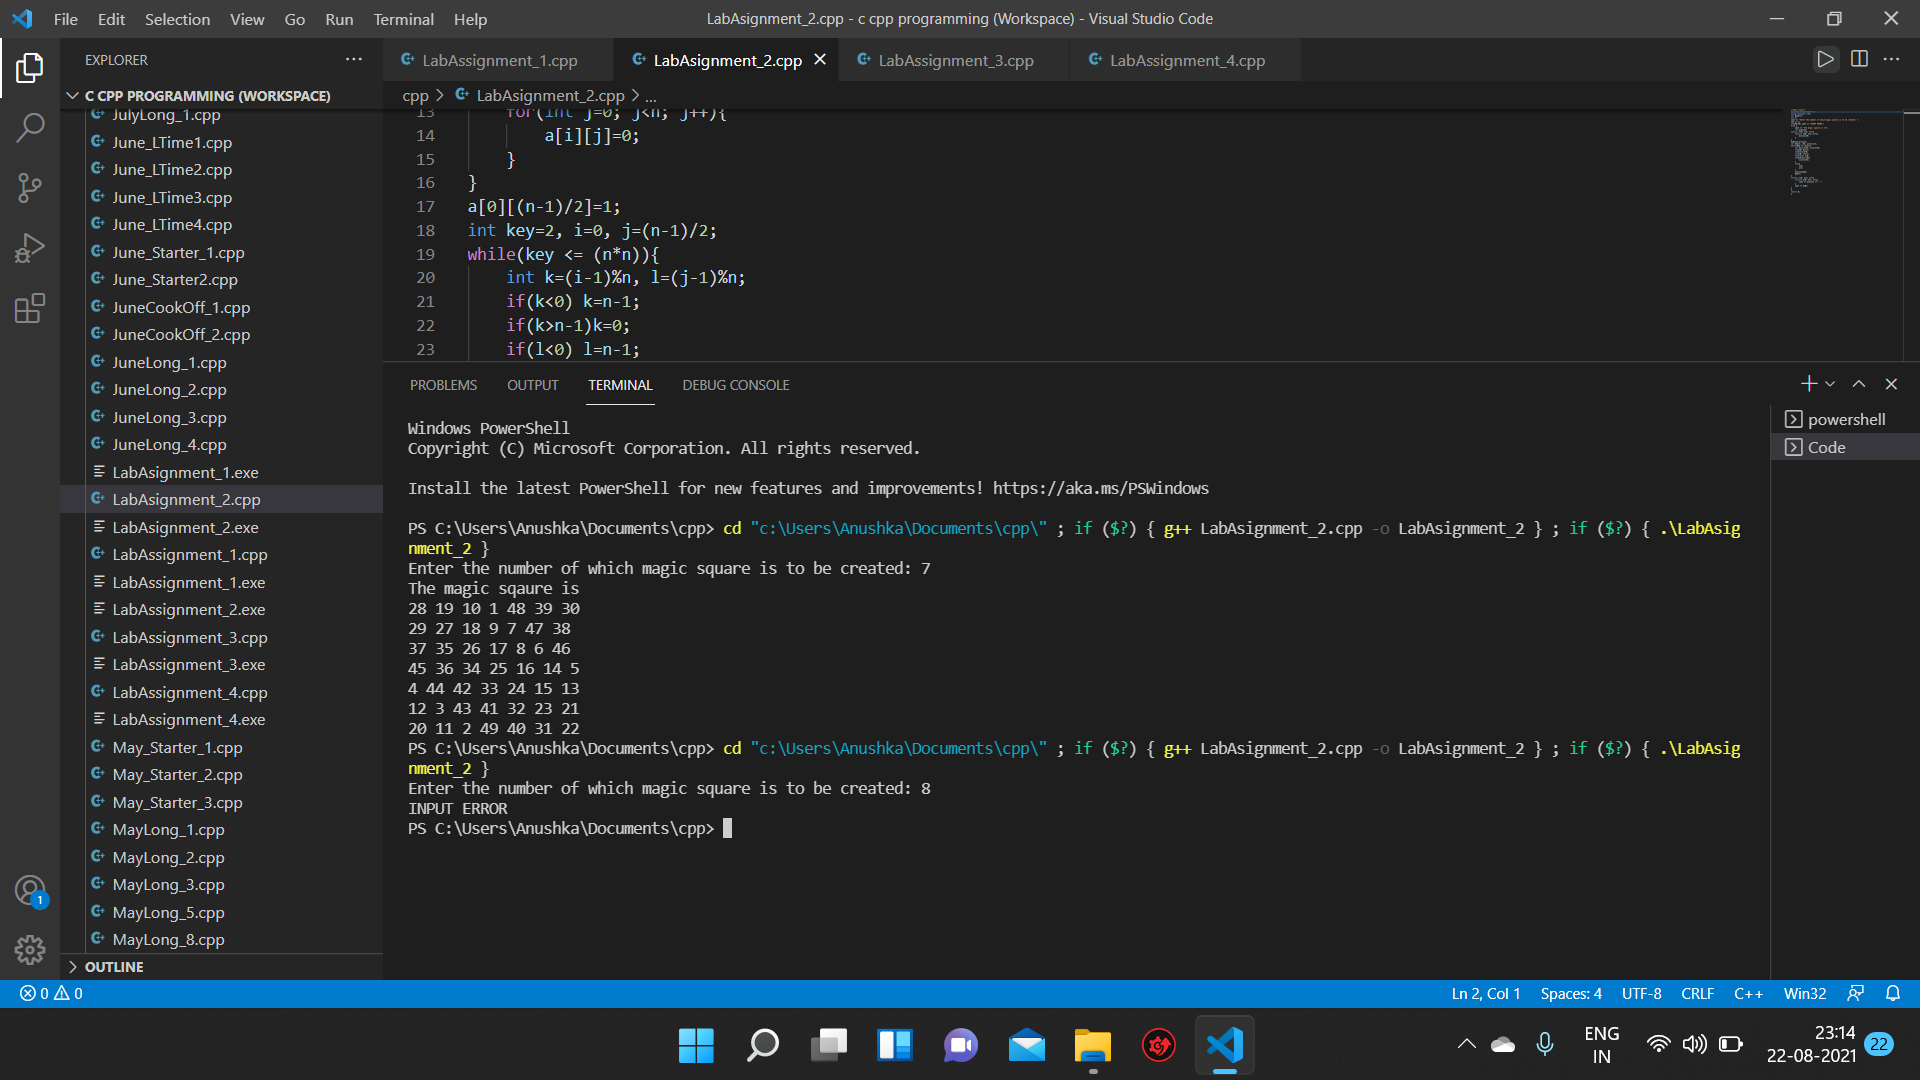 File Edit Selection View Go Run Terminal Help
LabAsignment_2.cpp - c cpp programming (Workspace) - Visual Studio Code
EXPLORER
C CPP PROGRAMMING (WORKSPACE)
JulyLong_1.cpp
June_LTime1.cpp
June_LTime2.cpp
June_LTime3.cpp
June_LTime4.cpp
June_Starter_1.cpp
June_Starter2.cpp
JuneCookOff_1.cpp
JuneCookOff_2.cpp
JuneLong_1.cpp
JuneLong_2.cpp
JuneLong_3.cpp
JuneLong_4.cpp
LabAsignment_1.exe
LabAsignment_2.cpp
LabAsignment_2.exe
LabAssignment_1.cpp
LabAssignment_1.exe
LabAssignment_2.exe
LabAssignment_3.cpp
LabAssignment_3.exe
LabAssignment_4.cpp
LabAssignment_4.exe
May_Starter_1.cpp
May_Starter_2.cpp
May_Starter_3.cpp
MayLong_1.cpp
MayLong_2.cpp
MayLong_3.cpp
MayLong_5.cpp
MayLong_8.cpp
OUTLINE
LabAssignment_1.cpp LabAsignment_2.cpp LabAssignment_3.cpp LabAssignment_4.cpp
cpp > LabAsignment_2.cpp > ...
13 for(int j=0; j<n; j++){
14 a[i][j]=0;
15 }
16 }
17 a[0][(n-1)/2]=1;
18 int key=2, i=0, j=(n-1)/2;
19 while(key <= (n*n)){
20 int k=(i-1)%n, l=(j-1)%n;
21 if(k<0) k=n-1;
22 if(k>n-1)k=0;
23 if(l<0) l=n-1;
PROBLEMS OUTPUT TERMINAL DEBUG CONSOLE
powershell
Code
Windows PowerShell
Copyright (C) Microsoft Corporation. All rights reserved.
Install the latest PowerShell for new features and improvements! https://aka.ms/PSWindows
PS C:\Users\Anushka\Documents\cpp> cd "c:\Users\Anushka\Documents\cpp\" ; if ($?) { g++ LabAsignment_2.cpp -o LabAsignment_2 } ; if ($?) { .\LabAsig
nment_2 }
Enter the number of which magic square is to be created: 7
The magic sqaure is
28 19 10 1 48 39 30
29 27 18 9 7 47 38
37 35 26 17 8 6 46
45 36 34 25 16 14 5
4 44 42 33 24 15 13
12 3 43 41 32 23 21
20 11 2 49 40 31 22
PS C:\Users\Anushka\Documents\cpp> cd "c:\Users\Anushka\Documents\cpp\" ; if ($?) { g++ LabAsignment_2.cpp -o LabAsignment_2 } ; if ($?) { .\LabAsig
nment_2 }
Enter the number of which magic square is to be created: 8
INPUT ERROR
PS C:\Users\Anushka\Documents\cpp>
1
0 0
Ln 2, Col 1 Spaces: 4 UTF-8 CRLF C++ Win32
ENG
IN
23:14
22-08-2021
22